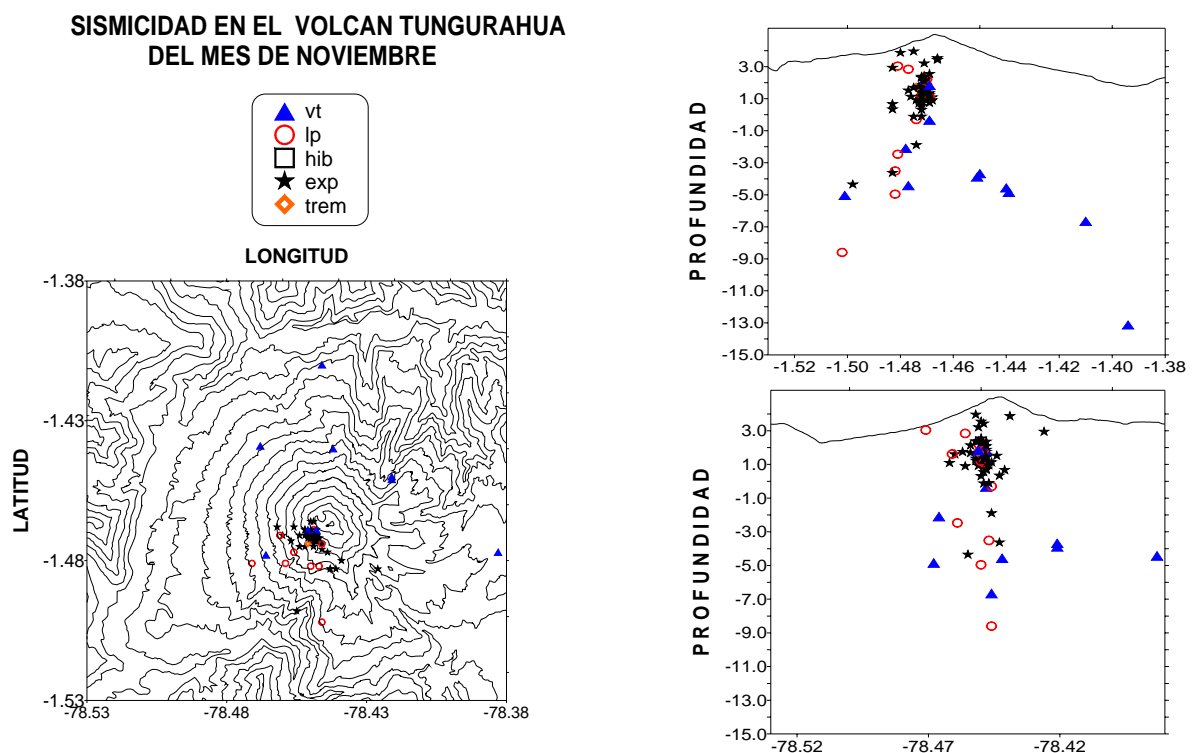 SISMICIDAD EN EL VOLCAN TUNGURAHUA
DEL MES DE NOVIEMBRE
vt
lp
hib
exp
trem
LONGITUD
LATITUD
-1.38
-1.43
-1.48
-1.53
-78.53 -78.48 -78.43 -78.38
PROFUNDIDAD
3.0
1.0
-1.0
-3.0
-5.0
-7.0
-9.0
-11.0
-13.0
-15.0
-1.52 -1.50 -1.48 -1.46 -1.44 -1.42 -1.40 -1.38
PROFUNDIDAD
3.0
1.0
-1.0
-3.0
-5.0
-7.0
-9.0
-11.0
-13.0
-15.0
-78.52 -78.47 -78.42